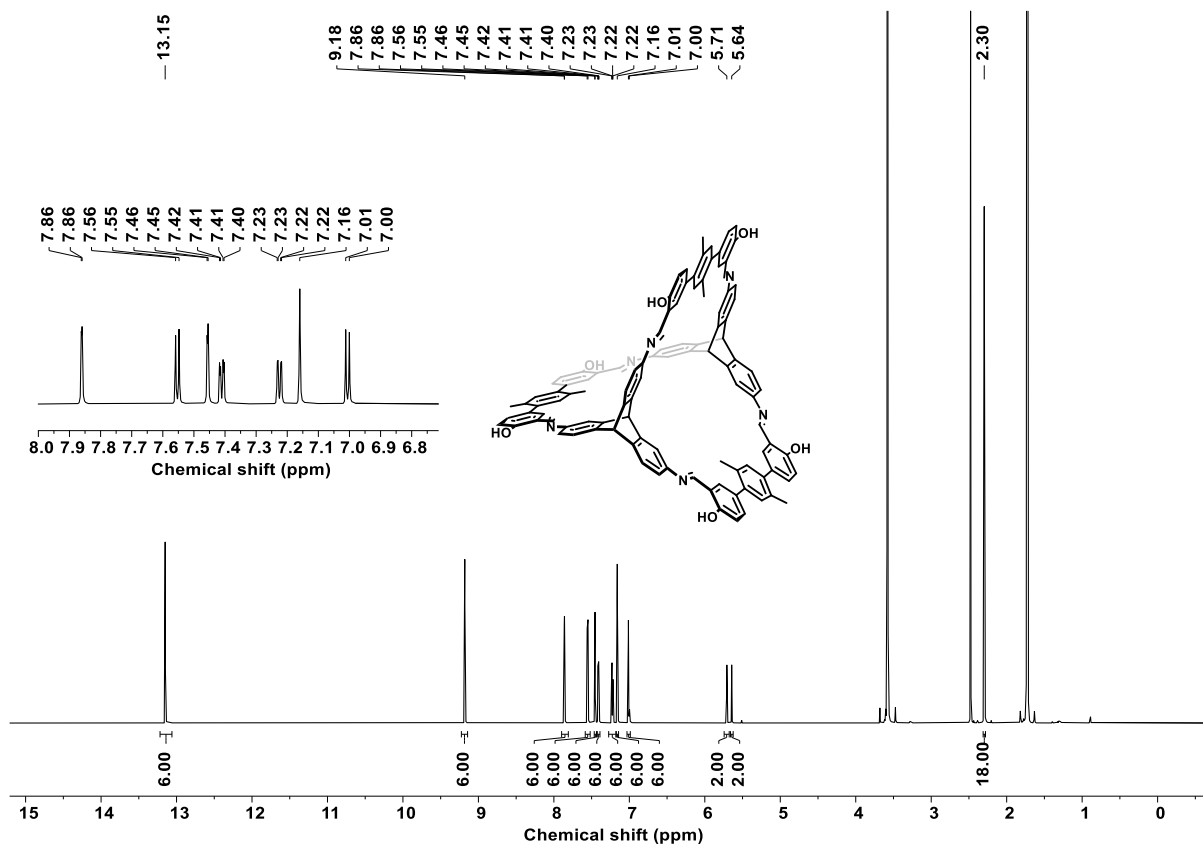 13.15
9.18 7.86 7.86 7.56 7.55 7.46 7.45 7.42 7.41 7.41 7.40 7.23 7.23 7.22 7.22 7.16 7.01 7.00 5.71 5.64
2.30
7.86 7.86 7.56 7.55 7.46 7.45 7.42 7.41 7.41 7.40 7.23 7.23 7.22 7.22 7.16 7.01 7.00
8.0 7.9 7.8 7.7 7.6 7.5 7.4 7.3 7.2 7.1 7.0 6.9 6.8
Chemical shift (ppm)
OH
N
HO
N
OH
N
HO
N
N
OH
N
HO
6.00 6.00 6.00 6.00 6.00 6.00 6.00 6.00 6.00 2.00 2.00 18.00
15 14 13 12 11 10 9 8 7 6 5 4 3 2 1 0
Chemical shift (ppm)